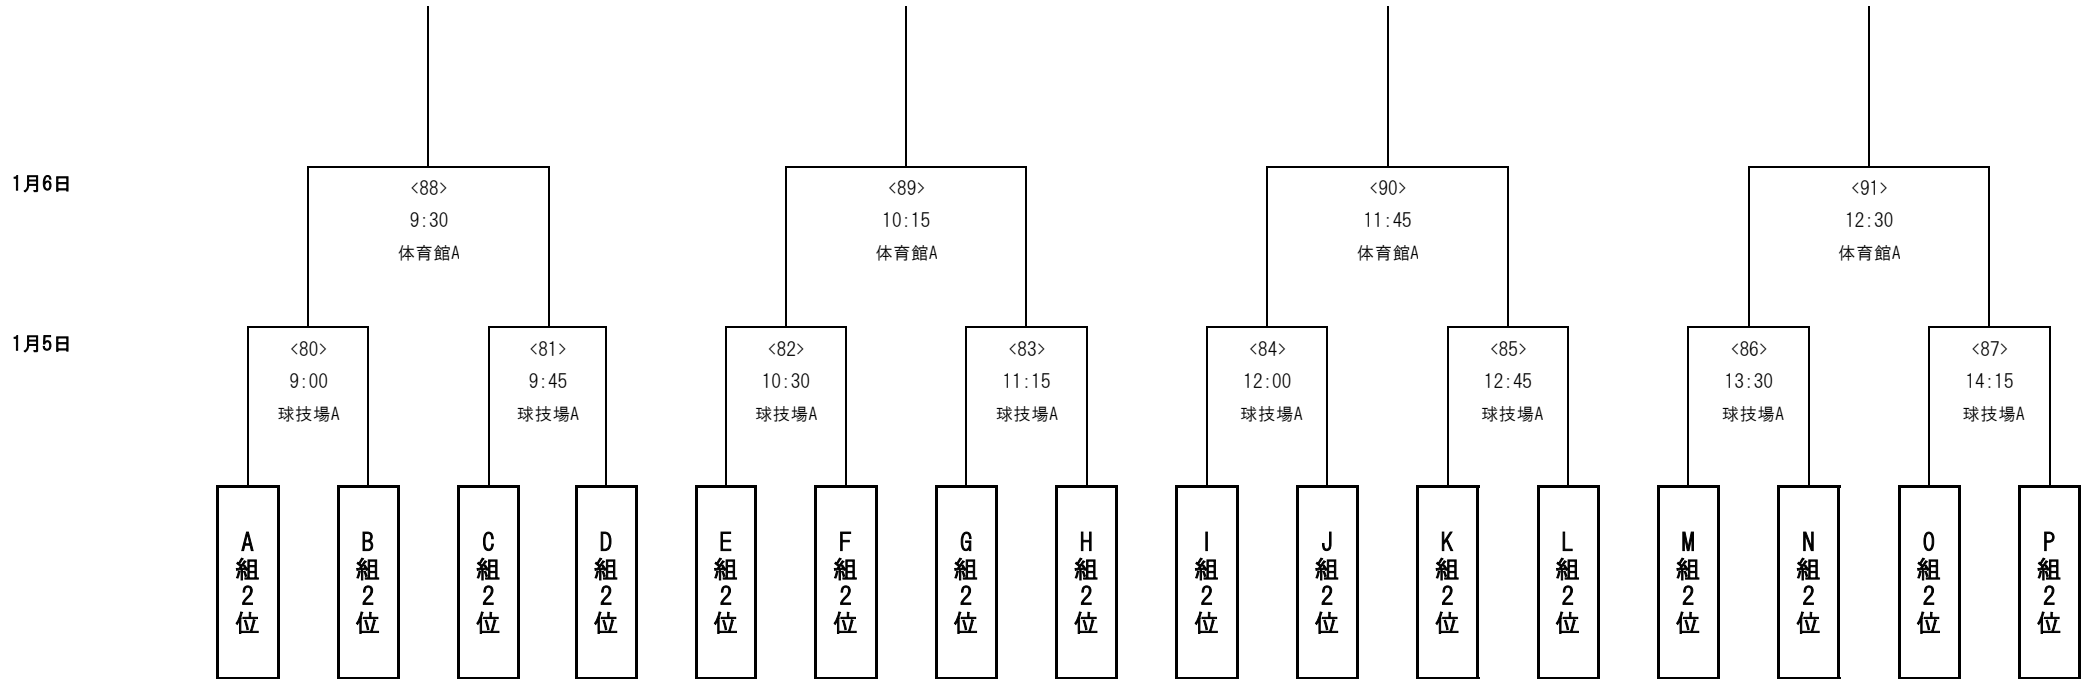 1月6日
<88>
9:30
体育館A
<89>
10:15
体育館A
<90>
11:45
体育館A
<91>
12:30
体育館A
1月5日
<80>
9:00
球技場A
<81>
9:45
球技場A
<82>
10:30
球技場A
<83>
11:15
球技場A
<84>
12:00
球技場A
<85>
12:45
球技場A
<86>
13:30
球技場A
<87>
14:15
球技場A
A組2位
B組2位
C組2位
D組2位
E組2位
F組2位
G組2位
H組2位
I組2位
J組2位
K組2位
L組2位
M組2位
N組2位
O組2位
P組2位